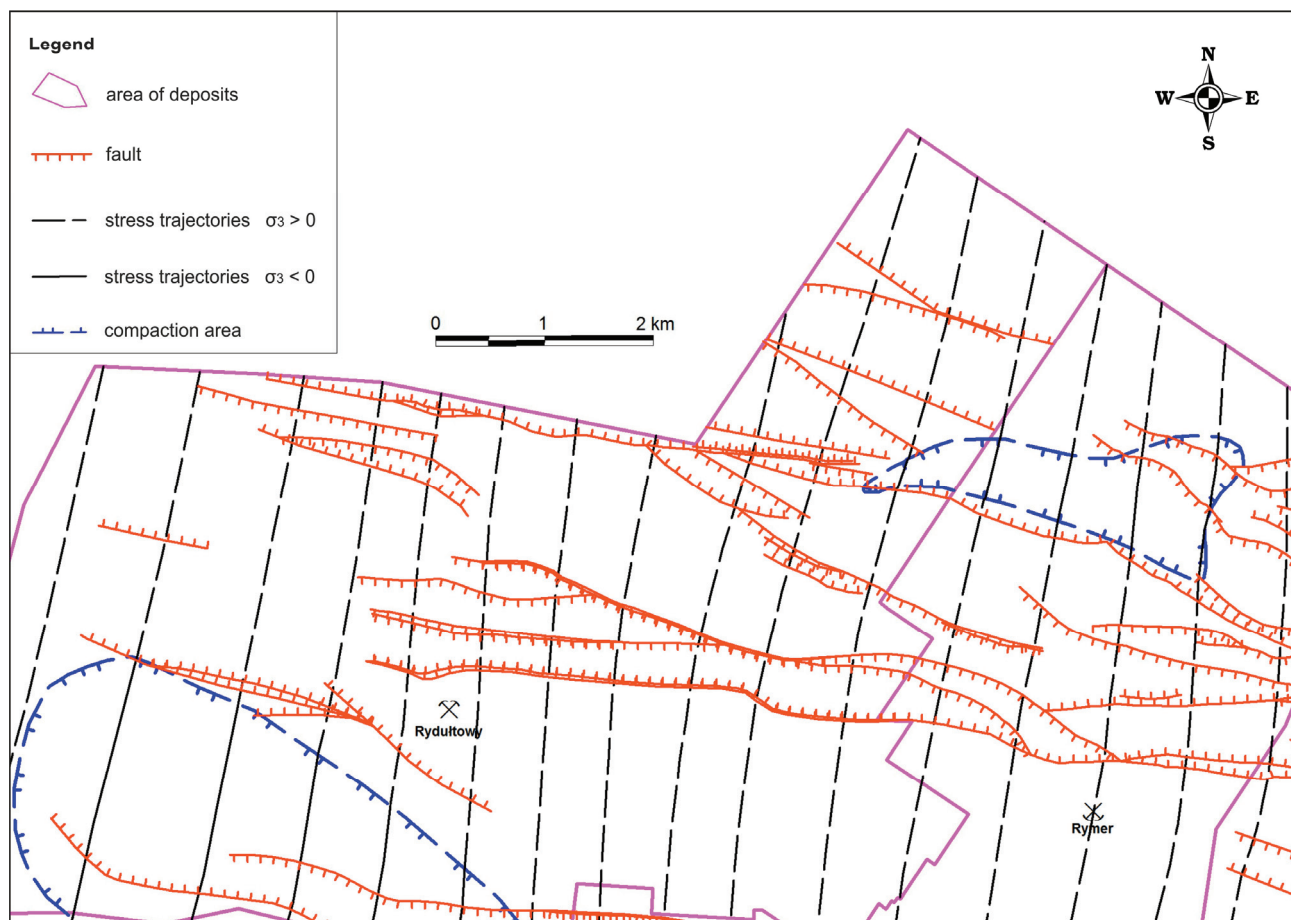 Legend
area of deposits
fault
stress trajectories σ3 > 0
stress trajectories σ3 < 0
compaction area
N
W E
S
0 1 2 km
Rydułtowy
Rymer